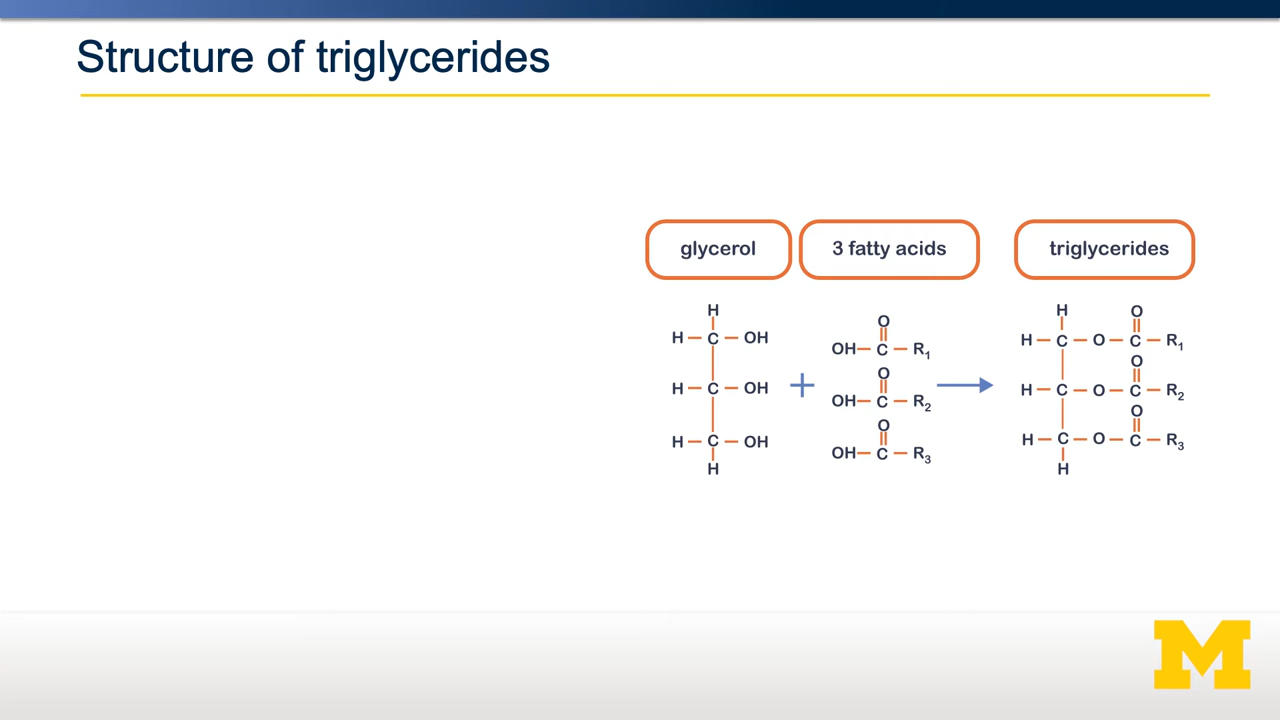 Structure of triglycerides
glycerol
3 fatty acids
triglycerides
H
H C OH
H C OH
H C OH
H
+
O
OH C R1
O
OH C R2
O
OH C R3
H
O
H C O C R1
O
H C O C R2
O
H C O C R3
H
M